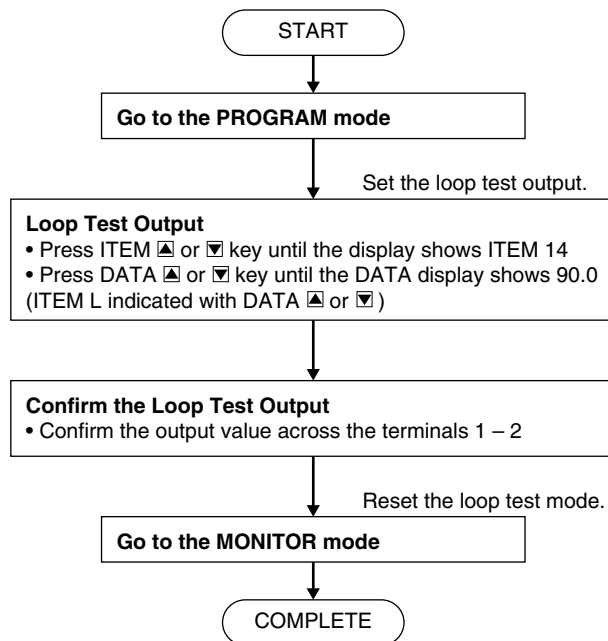 START
Go to the PROGRAM mode
Set the loop test output.
Loop Test Output
• Press ITEM ▲ or ▼ key until the display shows ITEM 14
• Press DATA ▲ or ▼ key until the DATA display shows 90.0
(ITEM L indicated with DATA ▲ or ▼ )
Confirm the Loop Test Output
• Confirm the output value across the terminals 1 – 2
Reset the loop test mode.
Go to the MONITOR mode
COMPLETE